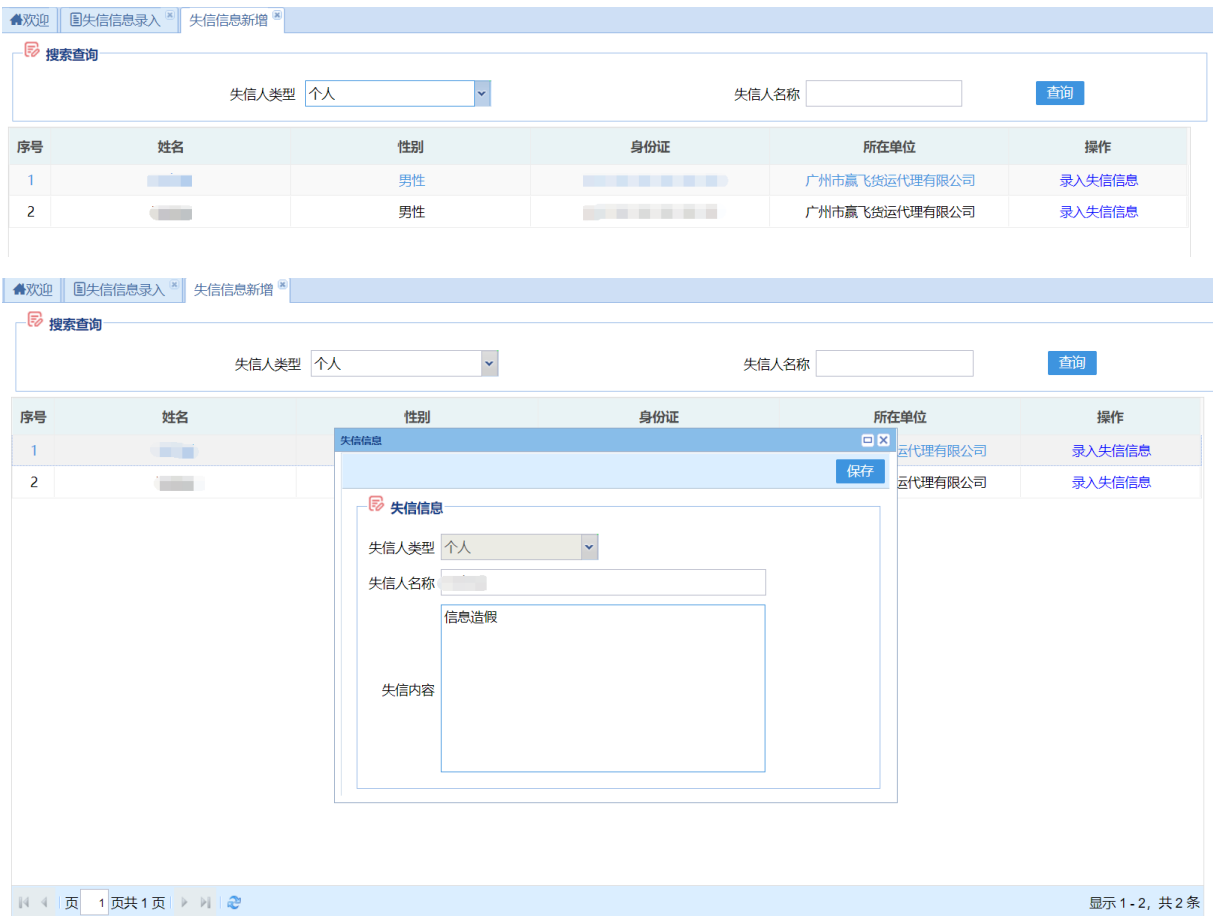 欢迎 失信信息录入 失信信息新增
搜索查询
失信人类型 个人 失信人名称 查询
序号 姓名 性别 身份证 所在单位 操作
1 男性 广州市赢飞货运代理有限公司 录入失信信息
2 男性 广州市赢飞货运代理有限公司 录入失信信息
欢迎 失信信息录入 失信信息新增
搜索查询
失信人类型 个人 失信人名称 查询
序号 姓名 性别 身份证 所在单位 操作
1 运代理有限公司 录入失信信息
2 运代理有限公司 录入失信信息
失信信息
保存
失信信息
失信人类型 个人
失信人名称
信息造假
失信内容
页 1 页共 1 页 显示 1 - 2, 共 2 条